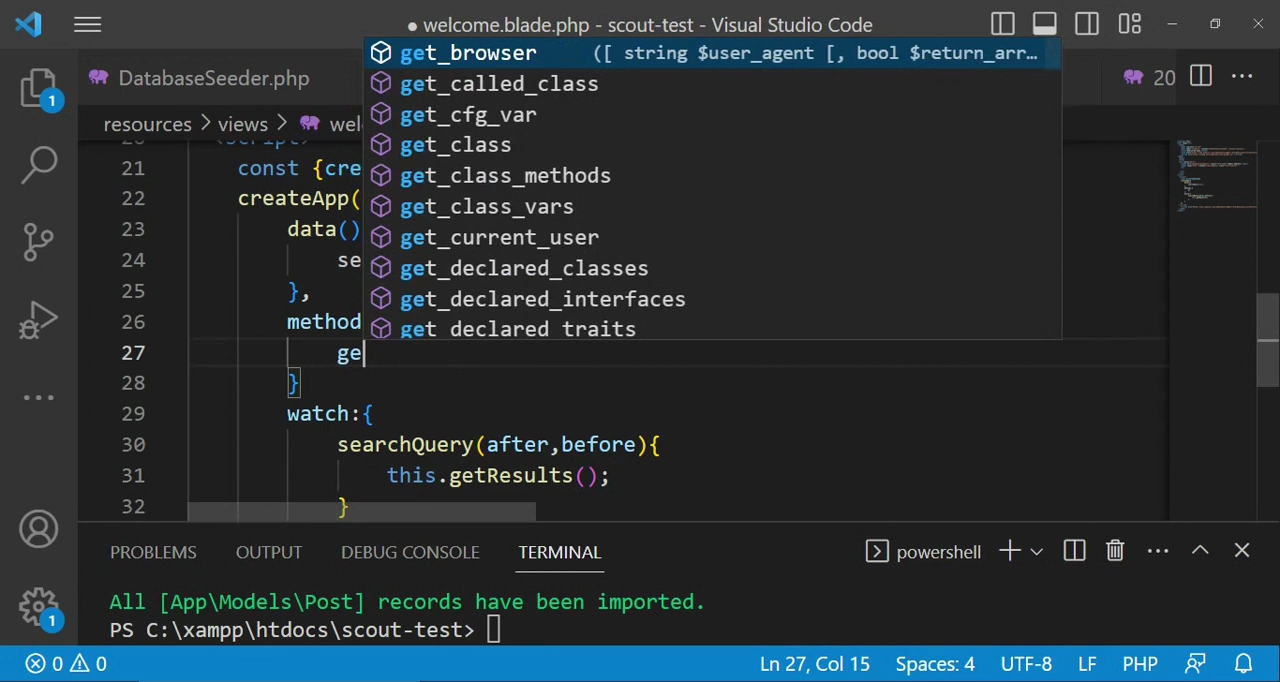 ● welcome.blade.php - scout-test - Visual Studio Code
DatabaseSeeder.php
20
resources > views > wel
get_browser ([ string $user_agent [, bool $return_arr…
get_called_class
get_cfg_var
get_class
get_class_methods
get_class_vars
get_current_user
get_declared_classes
get_declared_interfaces
get_declared_traits
20 <script>
21 const {cre
22 createApp(
23 data()
24 se
25 },
26 method
27 ge
28 }
29 watch:{
30 searchQuery(after,before){
31 this.getResults();
32 }
PROBLEMS OUTPUT DEBUG CONSOLE TERMINAL powershell
All [App\Models\Post] records have been imported.
PS C:\xampp\htdocs\scout-test>
1
1
0 0 Ln 27, Col 15 Spaces: 4 UTF-8 LF PHP